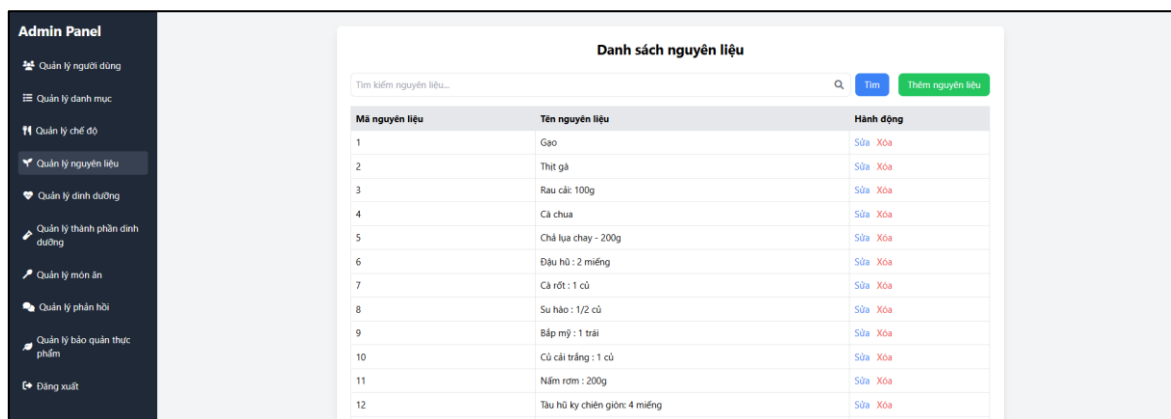 Admin Panel
Quản lý người dùng
Quản lý danh mục
Quản lý chế độ
Quản lý nguyên liệu
Quản lý dinh dưỡng
Quản lý thành phần dinh
dưỡng
Quản lý món ăn
Quản lý phản hồi
Quản lý bảo quản thực
phẩm
Đăng xuất
Danh sách nguyên liệu
Tìm kiếm nguyên liệu... Tìm Thêm nguyên liệu
Mã nguyên liệu Tên nguyên liệu Hành động
1 Gạo Sửa Xóa
2 Thịt gà Sửa Xóa
3 Rau cải: 100g Sửa Xóa
4 Cà chua Sửa Xóa
5 Chả lụa chay - 200g Sửa Xóa
6 Đậu hũ : 2 miếng Sửa Xóa
7 Cà rốt : 1 củ Sửa Xóa
8 Su hào : 1/2 củ Sửa Xóa
9 Bắp mỹ : 1 trái Sửa Xóa
10 Củ cải trắng : 1 củ Sửa Xóa
11 Nấm rơm : 200g Sửa Xóa
12 Tàu hũ ky chiên giòn: 4 miếng Sửa Xóa